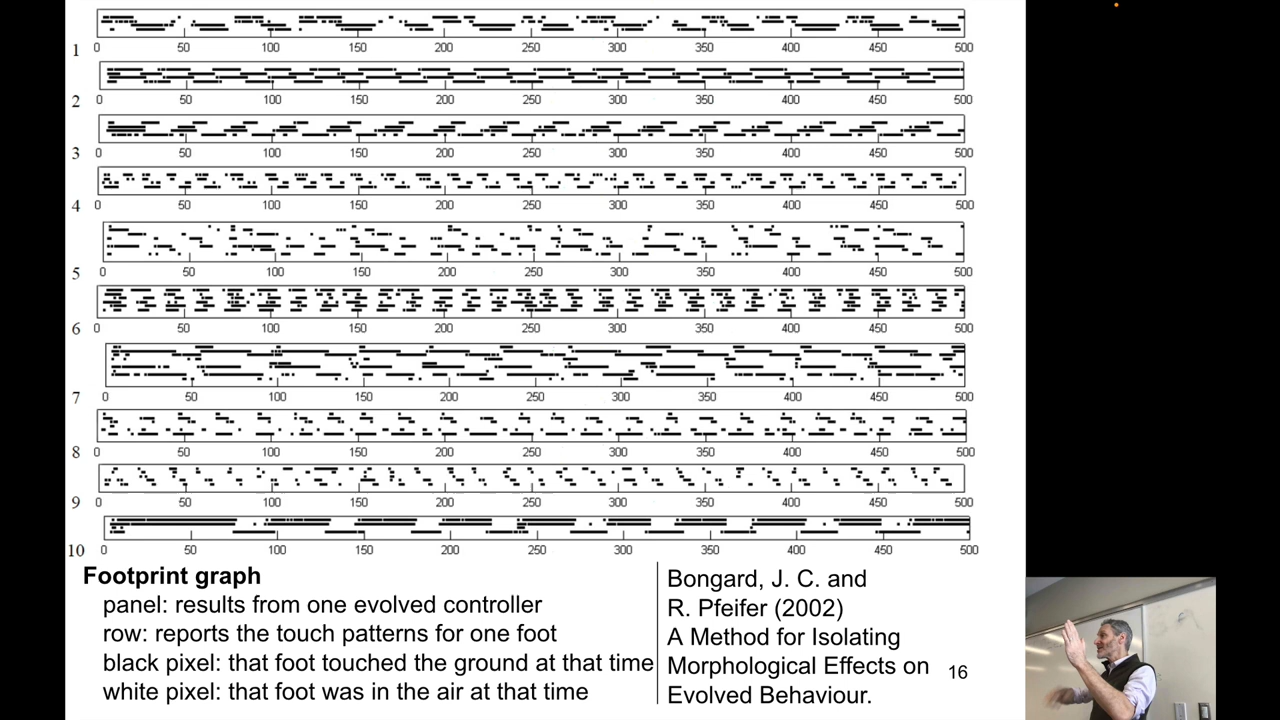 0 50 100 150 200 250 300 350 400 450 500
1
0 50 100 150 200 250 300 350 400 450 500
2
0 50 100 150 200 250 300 350 400 450 500
3
0 50 100 150 200 250 300 350 400 450 500
4
0 50 100 150 200 250 300 350 400 450 500
5
0 50 100 150 200 250 300 350 400 450 500
6
0 50 100 150 200 250 300 350 400 450 500
7
0 50 100 150 200 250 300 350 400 450 500
8
0 50 100 150 200 250 300 350 400 450 500
9
0 50 100 150 200 250 300 350 400 450 500
10
Footprint graph
panel: results from one evolved controller
row: reports the touch patterns for one foot
black pixel: that foot touched the ground at that time
white pixel: that foot was in the air at that time
Bongard, J. C. and
R. Pfeifer (2002)
A Method for Isolating
Morphological Effects on
Evolved Behaviour.
16